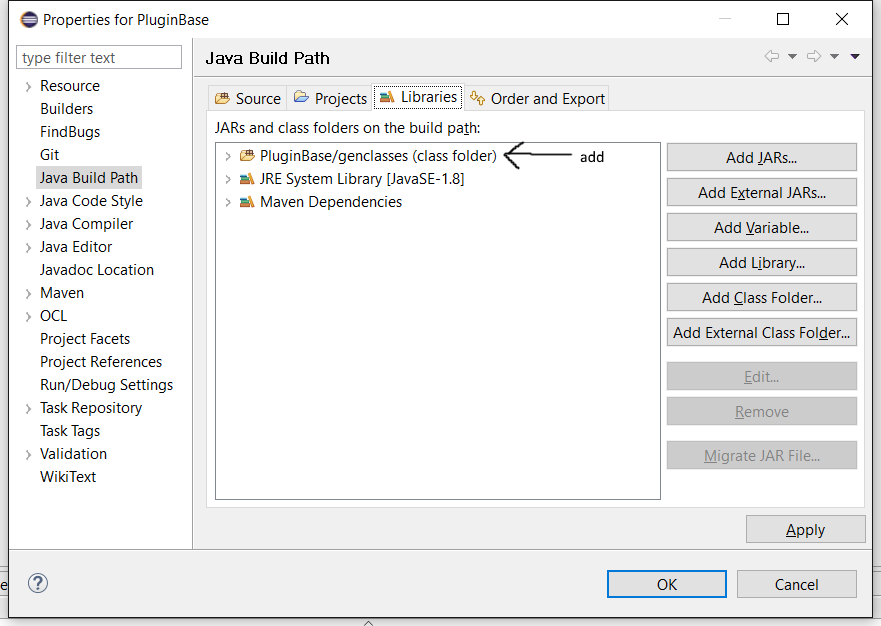 Properties for PluginBase
type filter text
Resource
Builders
FindBugs
Git
Java Build Path
Java Code Style
Java Compiler
Java Editor
Javadoc Location
Maven
OCL
Project Facets
Project References
Run/Debug Settings
Task Repository
Task Tags
Validation
WikiText
Java Build Path
Source
Projects
Libraries
Order and Export
JARs and class folders on the build path:
PluginBase/genclasses (class folder)
add
JRE System Library [JavaSE-1.8]
Maven Dependencies
Add JARs...
Add External JARs...
Add Variable...
Add Library...
Add Class Folder...
Add External Class Folder...
Edit...
Remove
Migrate JAR File...
Apply
?
OK
Cancel